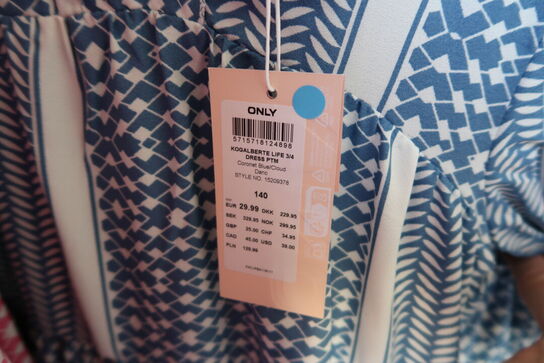 ONLY
5715718124898
KOGALBERTE LIFE 3/4
DRESS PTM
Coronet Blue/Cloud
Danc
STYLE NO. 15209378
140
EUR 29.99 DKK 229.95
SEK 329.95 NOK 299.95
GBP 25.00 CHF 34.95
CAD 45.00 USD 39.00
PLN 139.99